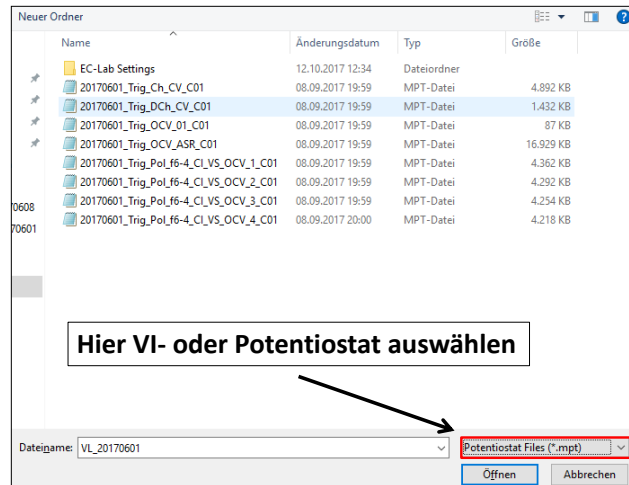 Neuer Ordner
Name Änderungsdatum Typ Größe
EC-Lab Settings 12.10.2017 12:34 Dateiordner
20170601_Trig_Ch_CV_C01 08.09.2017 19:59 MPT-Datei 4.892 KB
20170601_Trig_DCh_CV_C01 08.09.2017 19:59 MPT-Datei 1.432 KB
20170601_Trig_OCV_01_C01 08.09.2017 19:59 MPT-Datei 87 KB
20170601_Trig_OCV_ASR_C01 08.09.2017 19:59 MPT-Datei 16.929 KB
20170601_Trig_Pol_f6-4_CI_VS_OCV_1_C01 08.09.2017 19:59 MPT-Datei 4.362 KB
20170601_Trig_Pol_f6-4_CI_VS_OCV_2_C01 08.09.2017 19:59 MPT-Datei 4.292 KB
20170601_Trig_Pol_f6-4_CI_VS_OCV_3_C01 08.09.2017 19:59 MPT-Datei 4.254 KB
20170601_Trig_Pol_f6-4_CI_VS_OCV_4_C01 08.09.2017 20:00 MPT-Datei 4.218 KB
70608
70601
Hier VI- oder Potentiostat auswählen
Dateiname: VL_20170601 Potentiostat Files (*.mpt)
Öffnen Abbrechen